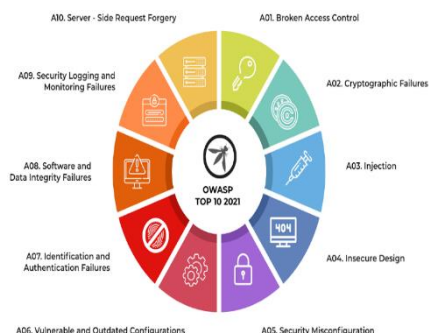 A10. Server - Side Request Forgery
A01. Broken Access Control
A09. Security Logging and
Monitoring Failures
A02. Cryptographic Failures
OWASP
TOP 10 2021
A08. Software and
Data Integrity Failures
A03. Injection
404
A07. Identification and
Authentication Failures
A04. Insecure Design
A06. Vulnerable and Outdated Configurations
A05. Security Misconfiguration